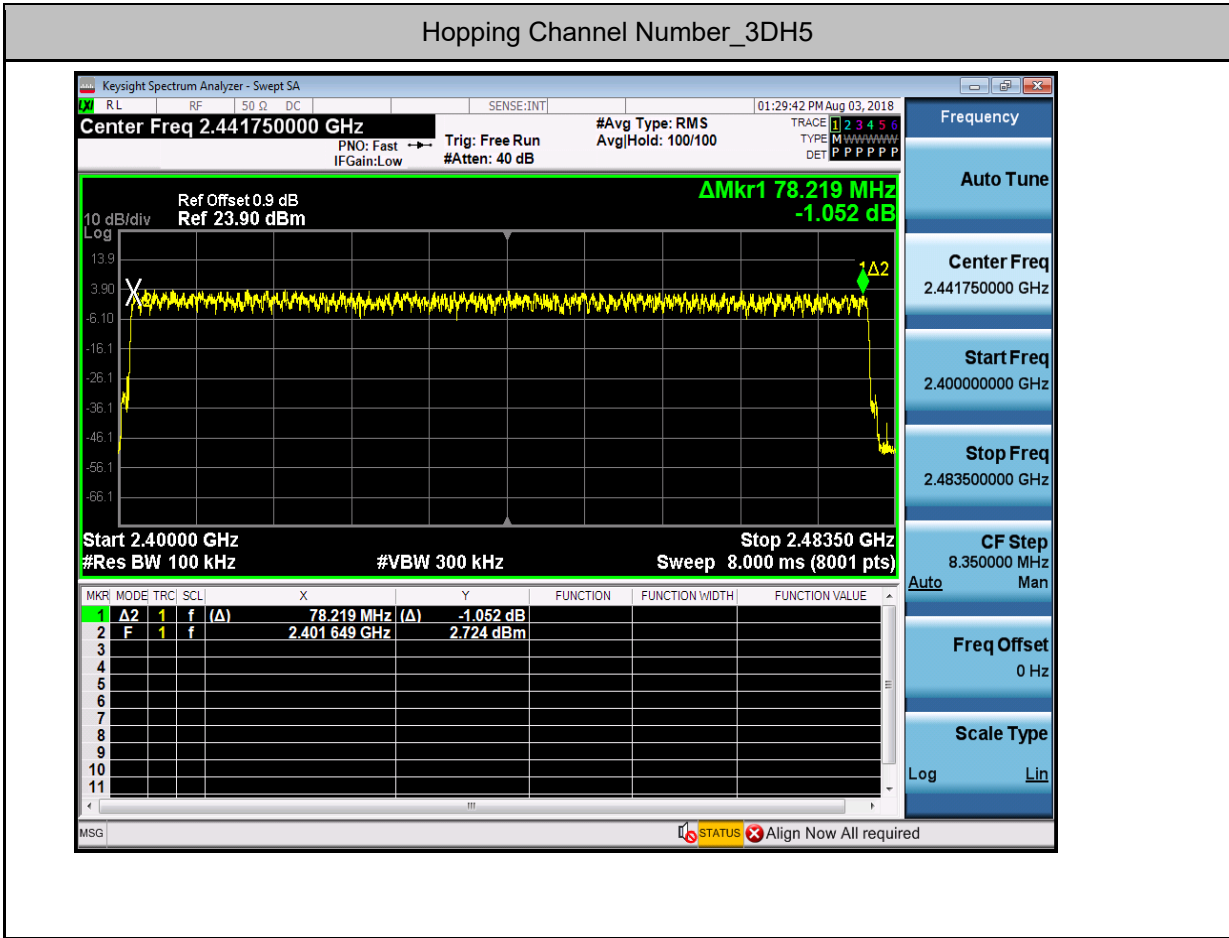 Hopping Channel Number_3DH5
Keysight Spectrum Analyzer - Swept SA
LXI RL RF 50 Ω DC SENSE:INT 01:29:42 PM Aug 03, 2018
Center Freq 2.441750000 GHz
PNO: Fast
IFGain:Low
Trig: Free Run
#Atten: 40 dB
#Avg Type: RMS
Avg|Hold: 100/100
TRACE 1 2 3 4 5 6
TYPE M W W W W W
DET P P P P P P
Frequency
Auto Tune
Center Freq
2.441750000 GHz
Start Freq
2.400000000 GHz
Stop Freq
2.483500000 GHz
CF Step
8.350000 MHz
Auto Man
Freq Offset
0 Hz
Scale Type
Log Lin
ΔMkr1 78.219 MHz
-1.052 dB
Ref Offset 0.9 dB
10 dB/div Ref 23.90 dBm
Log
13.9
3.90
-6.10
-16.1
-26.1
-36.1
-46.1
-56.1
-66.1
X2
1Δ2
Start 2.40000 GHz Stop 2.48350 GHz
#Res BW 100 kHz #VBW 300 kHz Sweep 8.000 ms (8001 pts)
MKR MODE TRC SCL X Y FUNCTION FUNCTION WIDTH FUNCTION VALUE
1 Δ2 1 f (Δ) 78.219 MHz (Δ) -1.052 dB
2 F 1 f 2.401 649 GHz 2.724 dBm
3
4
5
6
7
8
9
10
11
MSG STATUS Align Now All required